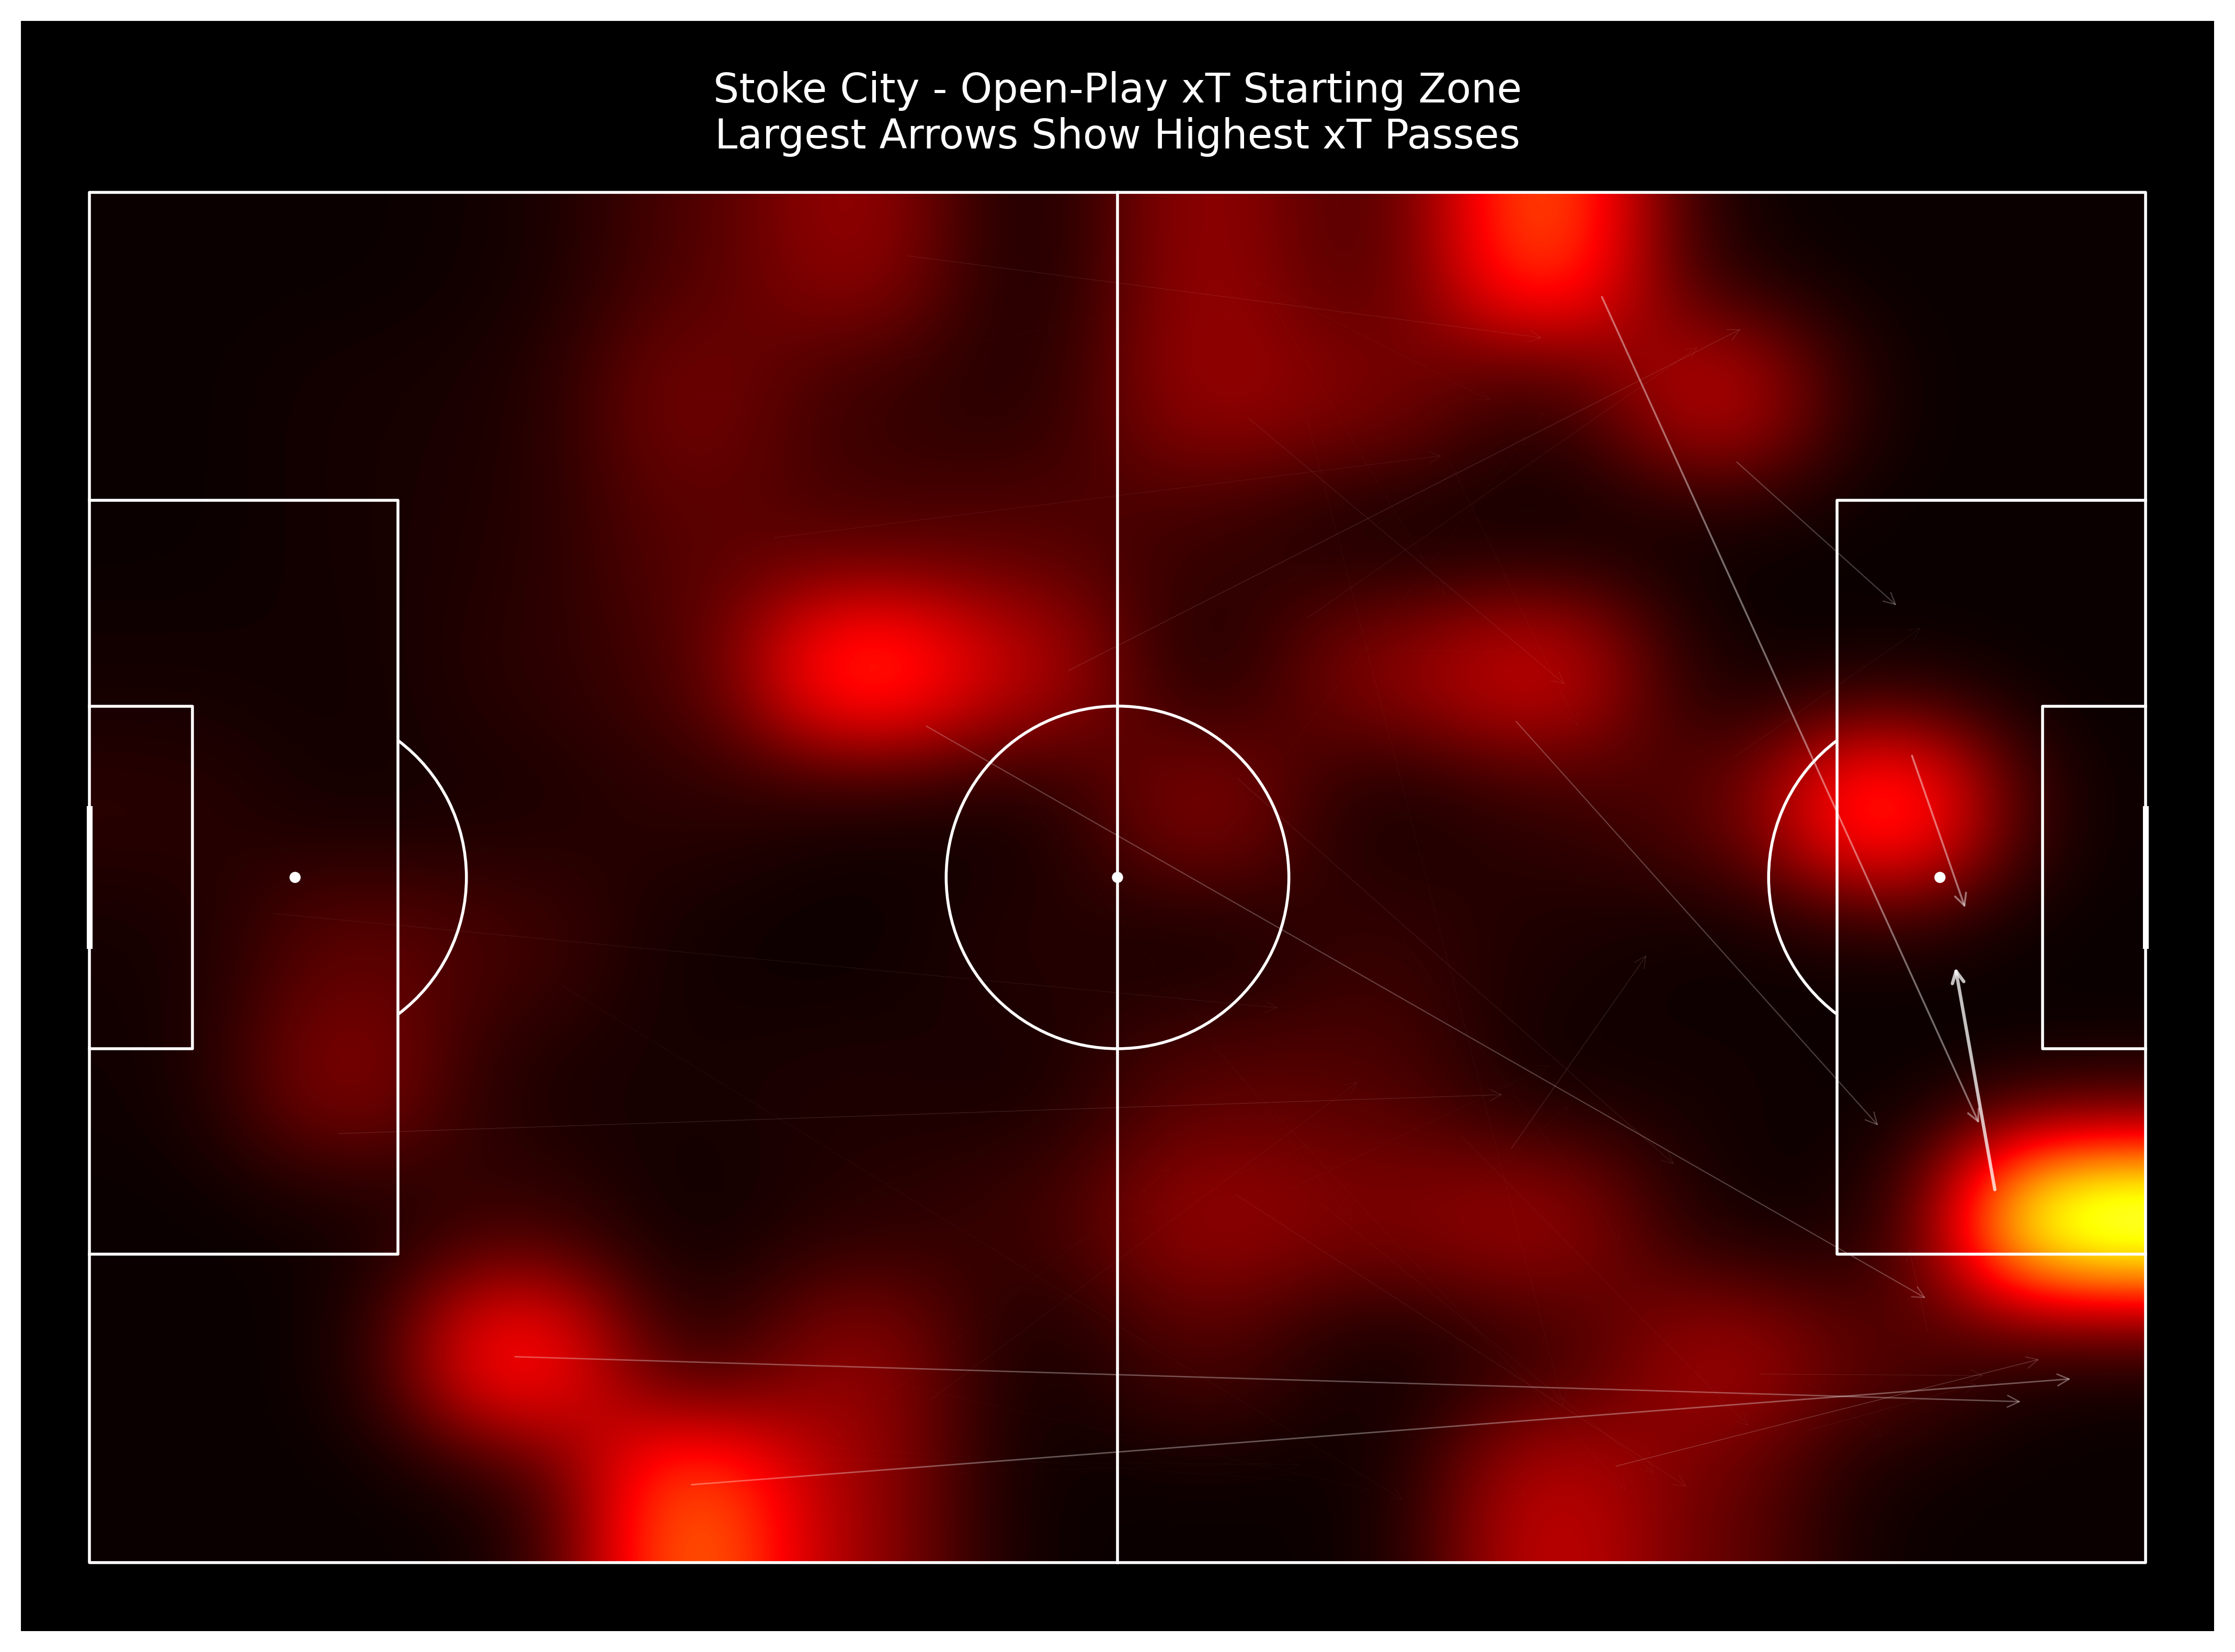 Stoke City - Open-Play xT Starting Zone
Largest Arrows Show Highest xT Passes